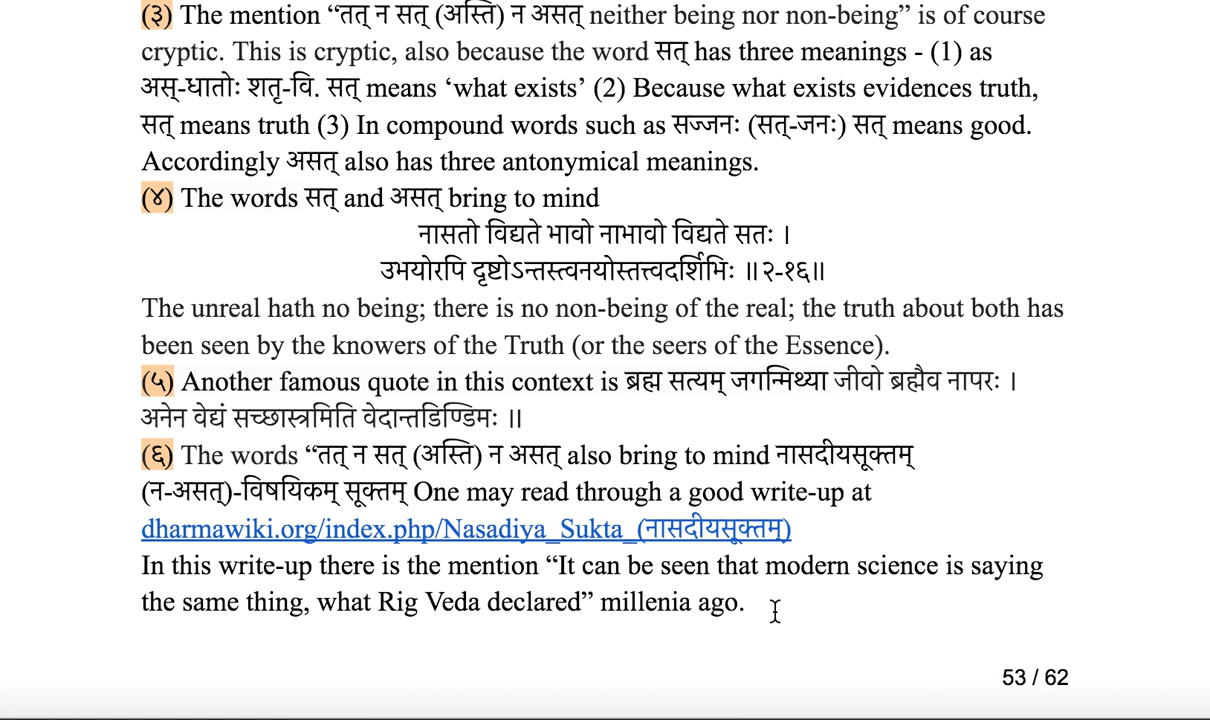 (३) The mention “तत् न सत् (अस्ति) न असत् neither being nor non-being” is of course
cryptic. This is cryptic, also because the word सत् has three meanings - (1) as
अस्-धातोः शतृ-वि. सत् means ‘what exists’ (2) Because what exists evidences truth,
सत् means truth (3) In compound words such as सज्जनः (सत्-जनः) सत् means good.
Accordingly असत् also has three antonymical meanings.
(४) The words सत् and असत् bring to mind
नासतो विद्यते भावो नाभावो विद्यते सतः ।
उभयोरपि दृष्टोऽन्तस्त्वनयोस्तत्त्वदर्शिभिः ॥२-१६॥
The unreal hath no being; there is no non-being of the real; the truth about both has
been seen by the knowers of the Truth (or the seers of the Essence).
(५) Another famous quote in this context is ब्रह्म सत्यम् जगन्मिथ्या जीवो ब्रह्मैव नापरः ।
अनेन वेद्यं सच्छास्त्रमिति वेदान्तडिण्डिमः ॥
(६) The words “तत् न सत् (अस्ति) न असत् also bring to mind नासदीयसूक्तम्
(न-असत्)-विषयिकम् सूक्तम् One may read through a good write-up at
dharmawiki.org/index.php/Nasadiya_Sukta_(नासदीयसूक्तम्)
In this write-up there is the mention “It can be seen that modern science is saying
the same thing, what Rig Veda declared” millenia ago.
53 / 62